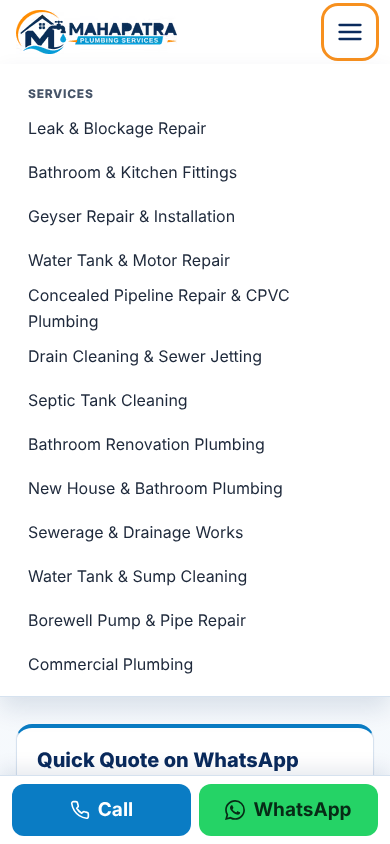 MAHAPATRA
PLUMBING SERVICES
SERVICES
Leak & Blockage Repair
Bathroom & Kitchen Fittings
Geyser Repair & Installation
Water Tank & Motor Repair
Concealed Pipeline Repair & CPVC
Plumbing
Drain Cleaning & Sewer Jetting
Septic Tank Cleaning
Bathroom Renovation Plumbing
New House & Bathroom Plumbing
Sewerage & Drainage Works
Water Tank & Sump Cleaning
Borewell Pump & Pipe Repair
Commercial Plumbing
Quick Quote on WhatsApp
Call
WhatsApp